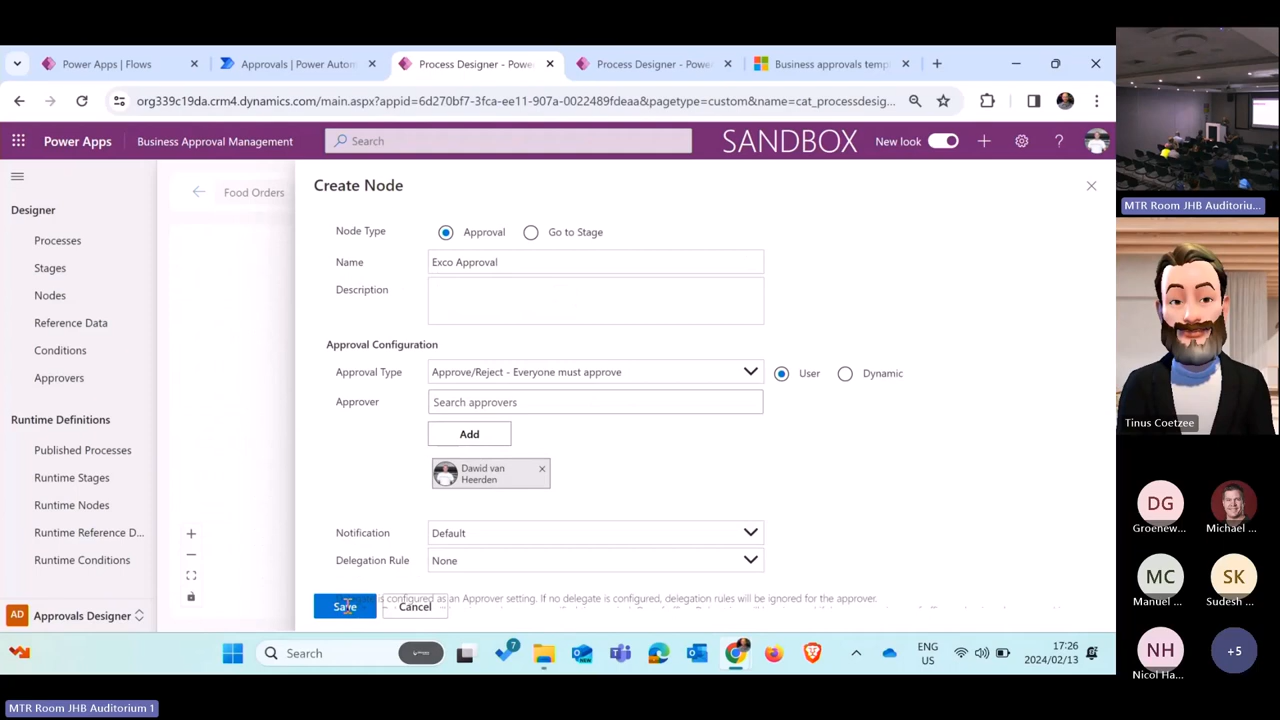 Power Apps | Flows
Approvals | Power Autom
Process Designer - Powe
Process Designer - Powe
Business approvals temp
org339c19da.crm4.dynamics.com/main.aspx?appid=6d270bf7-3fca-ee11-907a-0022489fdeaa&pagetype=custom&name=cat_processdesig...
Power Apps
Business Approval Management
Search
SANDBOX
New look
Designer
Processes
Stages
Nodes
Reference Data
Conditions
Approvers
Runtime Definitions
Published Processes
Runtime Stages
Runtime Nodes
Runtime Reference D...
Runtime Conditions
AD
Approvals Designer
Food Orders
Create Node
Node Type
Approval
Go to Stage
Name
Exco Approval
Description
Approval Configuration
Approval Type
Approve/Reject - Everyone must approve
User
Dynamic
Approver
Search approvers
Add
Dawid van
Heerden
Notification
Default
Delegation Rule
None
is configured as an Approver setting. If no delegate is configured, delegation rules will be ignored for the approver.
Save
Cancel
7
Search
ENG
US
17:26
2024/02/13
MTR Room JHB Auditoriu...
Tinus Coetzee
DG
Groenew...
Michael ...
MC
Manuel ...
SK
Sudesh ...
NH
Nicol Ha...
+5
MTR Room JHB Auditorium 1